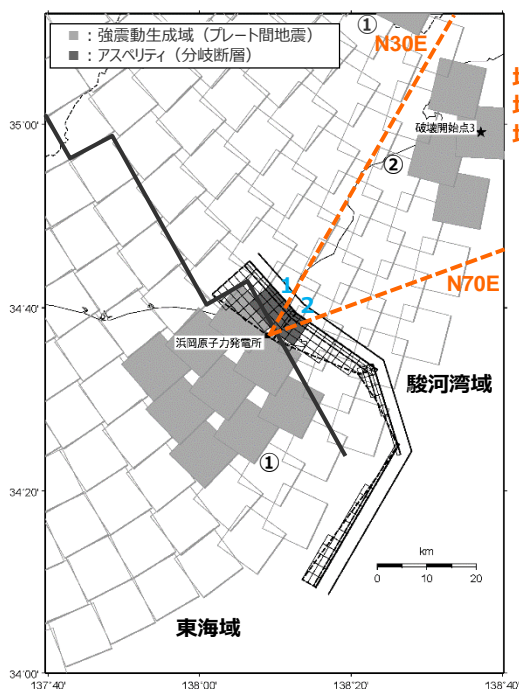 ：強震動生成域（プレート間地震）
：アスペリティ（分岐断層）
①
N30E
破壊開始点3
②
35°00'
N70E
1
2
34°40'
浜岡原子力発電所
駿河湾域
①
34°20'
km
0 10 20
東海域
34°00'
137°40' 138°00' 138°20' 138°40'